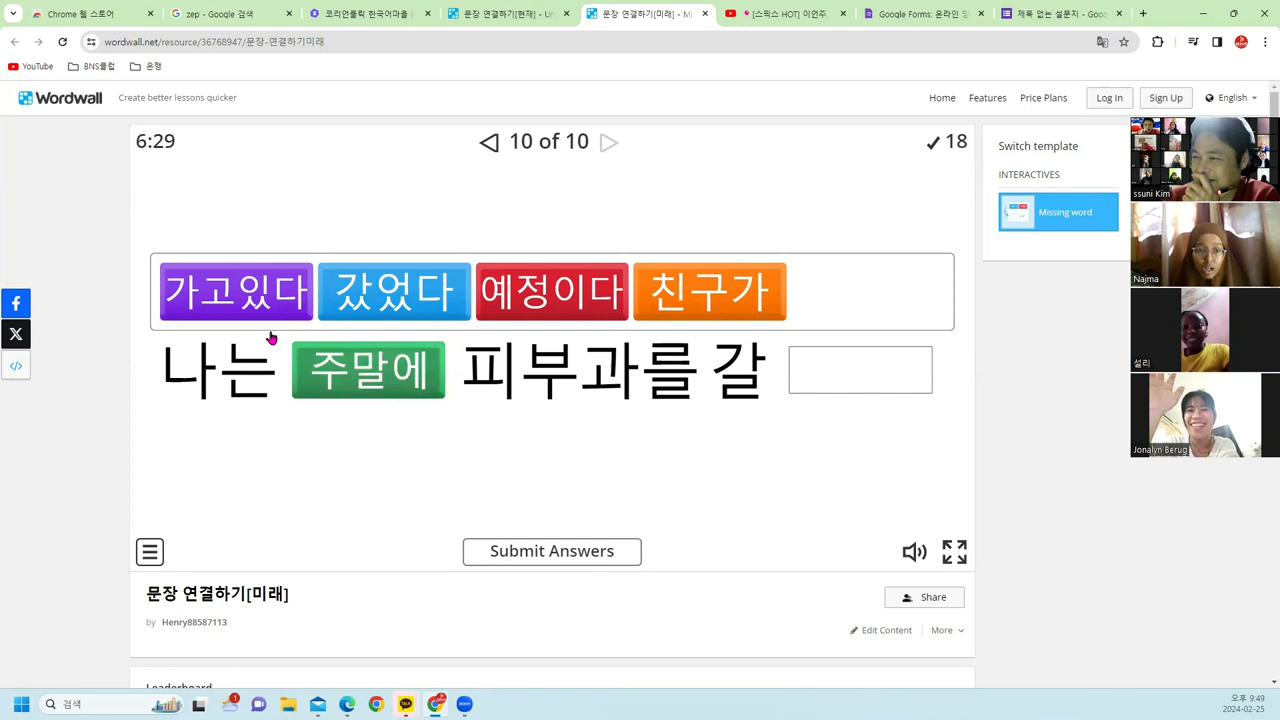 Chrome 웹 스토어
zep - Google 검색
코리언플릭 한국어마을
문장 연결하기[현재] - Ur
문장 연결하기[미래] - Mi
[스픽스 HOT] 이언주,
Google Forms: 온라인 양
제목 없는 설문지 - Goog
wordwall.net/resource/36768947/문장-연결하기미래
YouTube
BNS클럽
은행
Wordwall
Create better lessons quicker
Home
Features
Price Plans
Log In
Sign Up
English
6:29
10 of 10
18
Switch template
INTERACTIVES
Missing word
ssuni Kim
Najma
설리
Jonalyn Berug
가고있다 갔었다 예정이다 친구가
나는 주말에 피부과를 갈
Submit Answers
문장 연결하기[미래]
by Henry88587113
Share
Edit Content
More
Leaderboard
검색
오후 9:49
2024-02-25